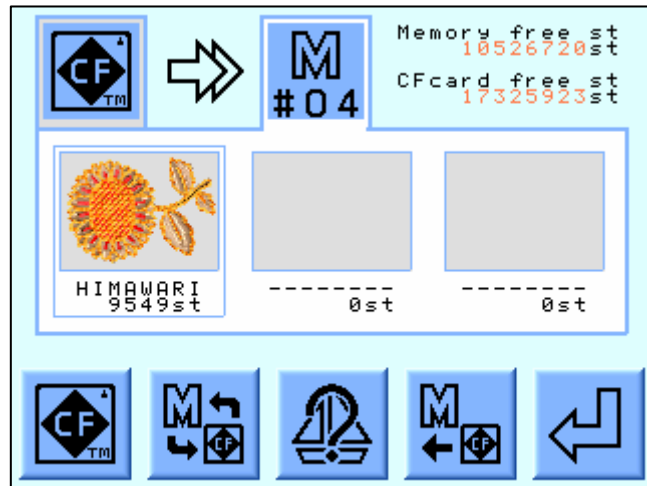 CF
TM
M
#04
Memory free st
10526720st
CFcard free st
17325923st
HIMAWARI
9549st
--------
0st
--------
0st
CF
TM
M
CF
M
CF